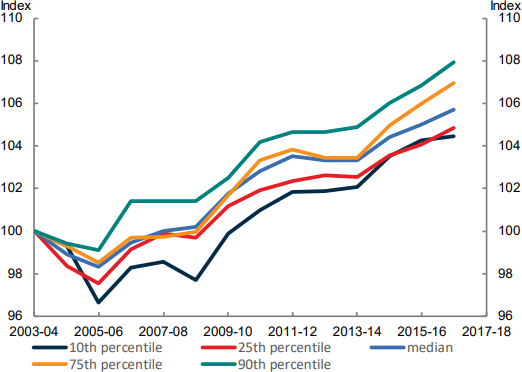 Index Index
110 110
108 108
106 106
104 104
102 102
100 100
98 98
96 96
2003-04 2005-06 2007-08 2009-10 2011-12 2013-14 2015-16 2017-18
10th percentile 25th percentile median
75th percentile 90th percentile